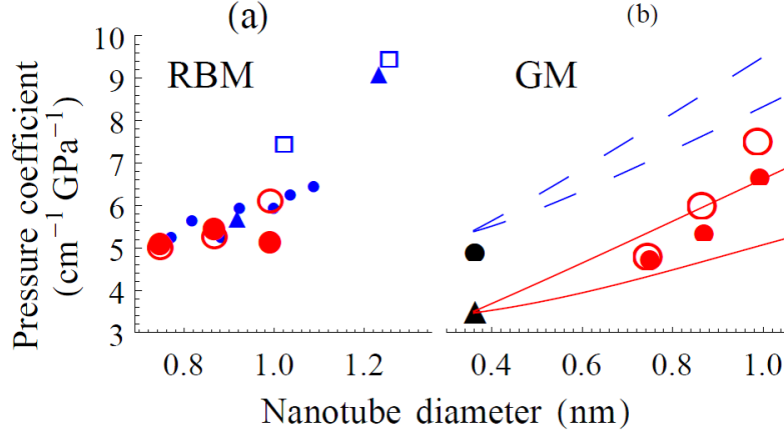 (a)
(b)
RBM
GM
Pressure coefficient
(cm⁻¹ GPa⁻¹)
10
9
8
7
6
5
4
3
0.8 1.0 1.2
0.4 0.6 0.8 1.0
Nanotube diameter (nm)